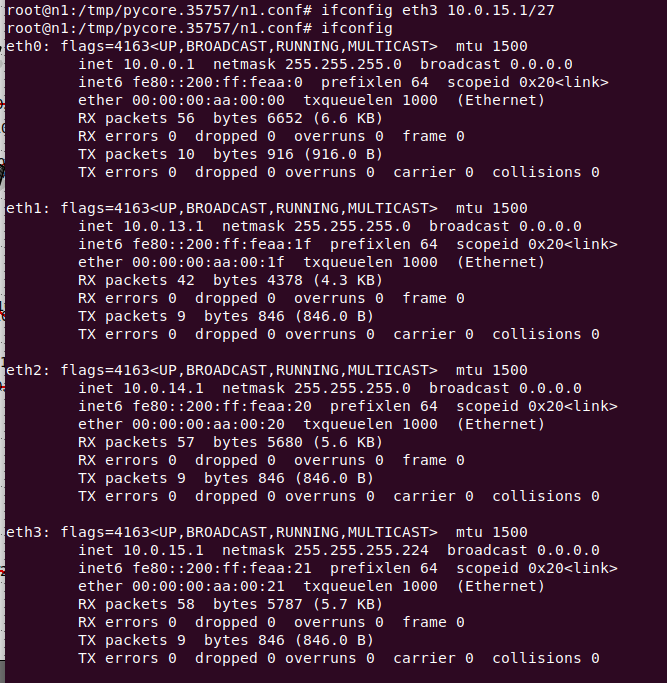 root@n1:/tmp/pycore.35757/n1.conf# ifconfig eth3 10.0.15.1/27
root@n1:/tmp/pycore.35757/n1.conf# ifconfig
eth0: flags=4163<UP,BROADCAST,RUNNING,MULTICAST>  mtu 1500
        inet 10.0.0.1  netmask 255.255.255.0  broadcast 0.0.0.0
        inet6 fe80::200:ff:feaa:0  prefixlen 64  scopeid 0x20<link>
        ether 00:00:00:aa:00:00  txqueuelen 1000  (Ethernet)
        RX packets 56  bytes 6652 (6.6 KB)
        RX errors 0  dropped 0  overruns 0  frame 0
        TX packets 10  bytes 916 (916.0 B)
        TX errors 0  dropped 0 overruns 0  carrier 0  collisions 0

eth1: flags=4163<UP,BROADCAST,RUNNING,MULTICAST>  mtu 1500
        inet 10.0.13.1  netmask 255.255.255.0  broadcast 0.0.0.0
        inet6 fe80::200:ff:feaa:1f  prefixlen 64  scopeid 0x20<link>
        ether 00:00:00:aa:00:1f  txqueuelen 1000  (Ethernet)
        RX packets 42  bytes 4378 (4.3 KB)
        RX errors 0  dropped 0  overruns 0  frame 0
        TX packets 9  bytes 846 (846.0 B)
        TX errors 0  dropped 0 overruns 0  carrier 0  collisions 0

eth2: flags=4163<UP,BROADCAST,RUNNING,MULTICAST>  mtu 1500
        inet 10.0.14.1  netmask 255.255.255.0  broadcast 0.0.0.0
        inet6 fe80::200:ff:feaa:20  prefixlen 64  scopeid 0x20<link>
        ether 00:00:00:aa:00:20  txqueuelen 1000  (Ethernet)
        RX packets 57  bytes 5680 (5.6 KB)
        RX errors 0  dropped 0  overruns 0  frame 0
        TX packets 9  bytes 846 (846.0 B)
        TX errors 0  dropped 0 overruns 0  carrier 0  collisions 0

eth3: flags=4163<UP,BROADCAST,RUNNING,MULTICAST>  mtu 1500
        inet 10.0.15.1  netmask 255.255.255.224  broadcast 0.0.0.0
        inet6 fe80::200:ff:feaa:21  prefixlen 64  scopeid 0x20<link>
        ether 00:00:00:aa:00:21  txqueuelen 1000  (Ethernet)
        RX packets 58  bytes 5787 (5.7 KB)
        RX errors 0  dropped 0  overruns 0  frame 0
        TX packets 9  bytes 846 (846.0 B)
        TX errors 0  dropped 0 overruns 0  carrier 0  collisions 0